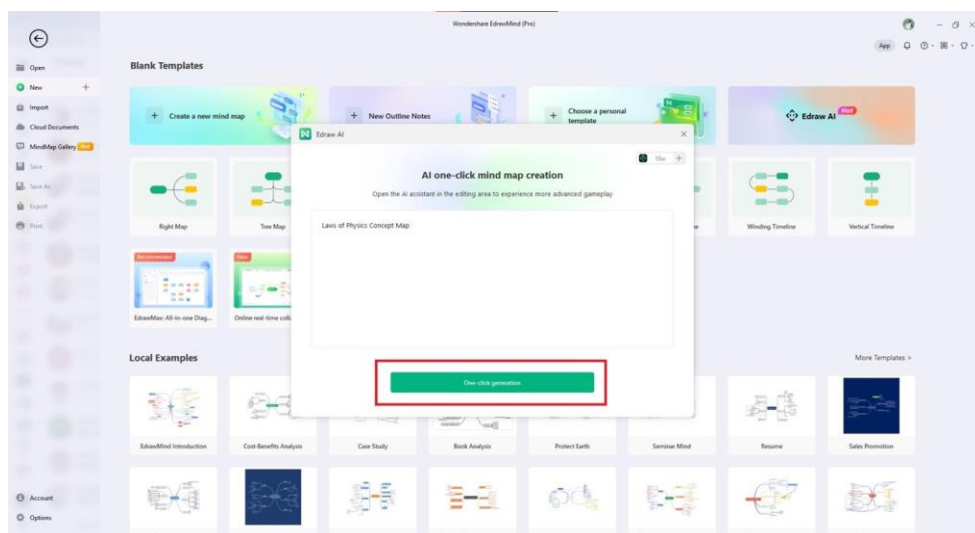 Wondershare EdrawMind (Pro)
App
Open
New
Import
Cloud Documents
MindMap Gallery Hot
Save
Save As
Export
Print
Account
Options
Blank Templates
Create a new mind map
New Outline Notes
Choose a personal
template
Edraw AI Hot
Right Map
Tree Map
Winding Timeline
Vertical Timeline
Recommended
EdrawMax: All-in-one Diag...
New
Online real-time coll
Edraw AI
AI one-click mind map creation
Open the AI assistant in the editing area to experience more advanced gameplay
Laws of Physics Concept Map
One-click generation
Local Examples
More Templates >
EdrawMind Introduction
Cost-Benefits Analysis
Case Study
Book Analysis
Protect Earth
Seminar Mind
Resume
Sales Promotion